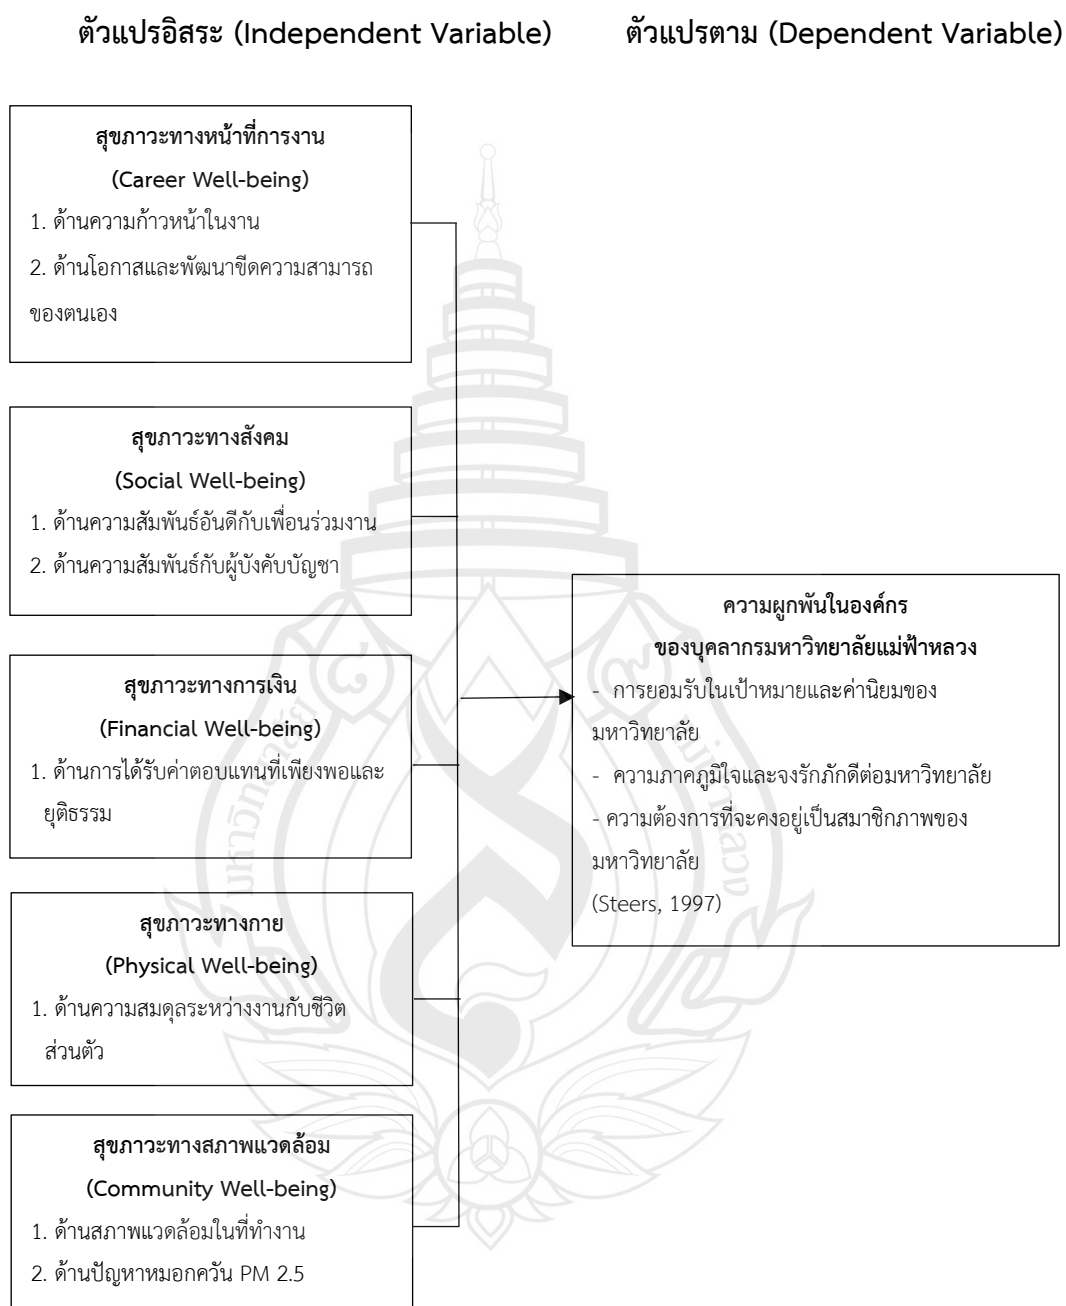 ตัวแปรอิสระ (Independent Variable) ตัวแปรตาม (Dependent Variable)
สุขภาวะทางหน้าที่การงาน
(Career Well-being)
1. ด้านความก้าวหน้าในงาน
2. ด้านโอกาสและพัฒนาขีดความสามารถ
ของตนเอง
สุขภาวะทางสังคม
(Social Well-being)
1. ด้านความสัมพันธ์อันดีกับเพื่อนร่วมงาน
2. ด้านความสัมพันธ์กับผู้บังคับบัญชา
สุขภาวะทางการเงิน
(Financial Well-being)
1. ด้านการได้รับค่าตอบแทนที่เพียงพอและ
ยุติธรรม
สุขภาวะทางกาย
(Physical Well-being)
1. ด้านความสมดุลระหว่างงานกับชีวิต
ส่วนตัว
สุขภาวะทางสภาพแวดล้อม
(Community Well-being)
1. ด้านสภาพแวดล้อมในที่ทำงาน
2. ด้านปัญหาหมอกควัน PM 2.5
ความผูกพันในองค์กร
ของบุคลากรมหาวิทยาลัยแม่ฟ้าหลวง
- การยอมรับในเป้าหมายและค่านิยมของ
มหาวิทยาลัย
- ความภาคภูมิใจและจงรักภักดีต่อมหาวิทยาลัย
- ความต้องการที่จะคงอยู่เป็นสมาชิกภาพของ
มหาวิทยาลัย
(Steers, 1997)
มหาวิทยาลัย
แม่ฟ้าหลวง
๘
๙